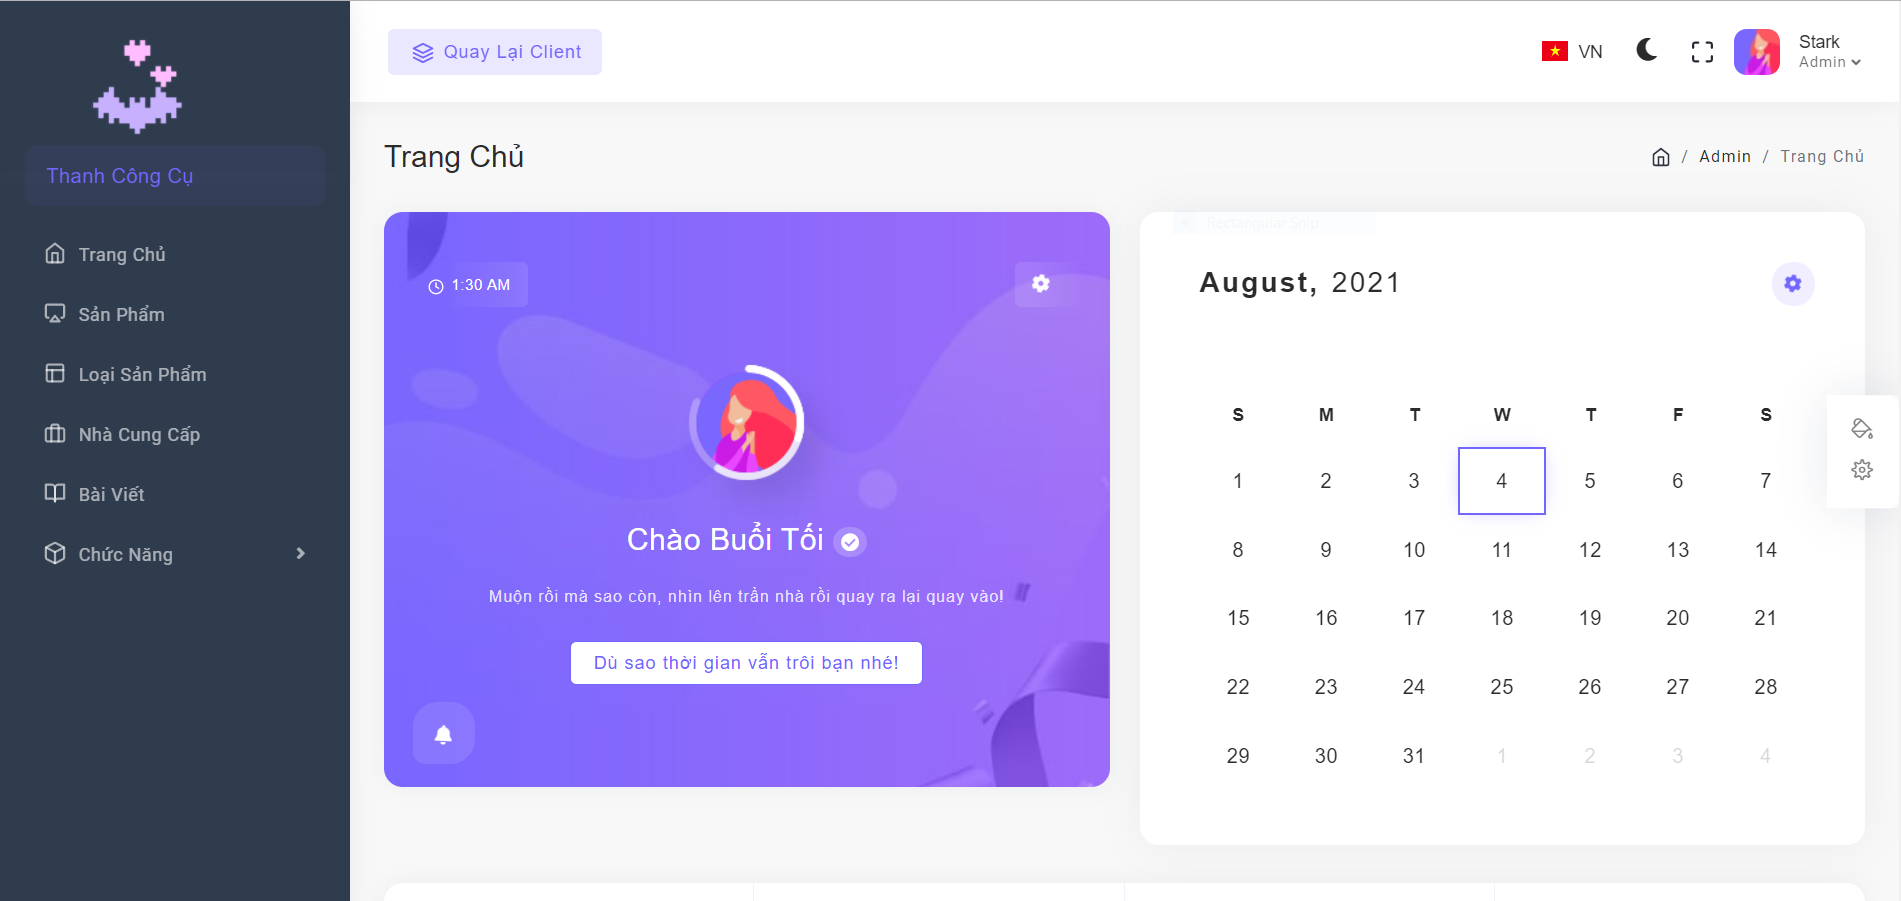 Thanh Công Cụ
Trang Chủ
Sản Phẩm
Loại Sản Phẩm
Nhà Cung Cấp
Bài Viết
Chức Năng
Quay Lại Client
VN
Stark
Admin
Trang Chủ
/ Admin / Trang Chủ
1:30 AM
Chào Buổi Tối
Muộn rồi mà sao còn, nhìn lên trần nhà rồi quay ra lại quay vào!
Dù sao thời gian vẫn trôi bạn nhé!
Rectangular Snip
August, 2021
S M T W T F S
1 2 3 4 5 6 7
8 9 10 11 12 13 14
15 16 17 18 19 20 21
22 23 24 25 26 27 28
29 30 31 1 2 3 4